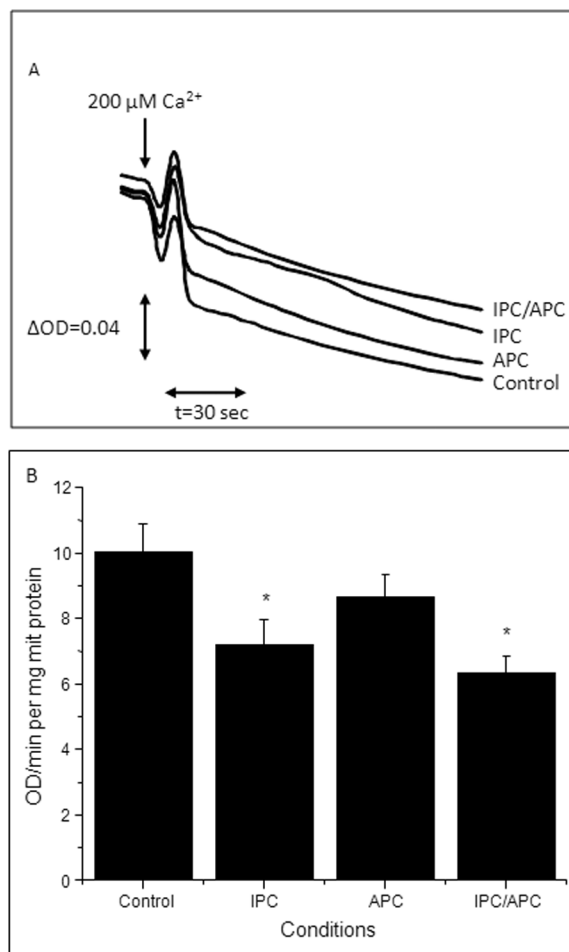 A
200 µM Ca²⁺
ΔOD=0.04
t=30 sec
IPC/APC
IPC
APC
Control
B
OD/min per mg mit protein
12
10
8
6
4
2
0
*
*
Control IPC APC IPC/APC
Conditions